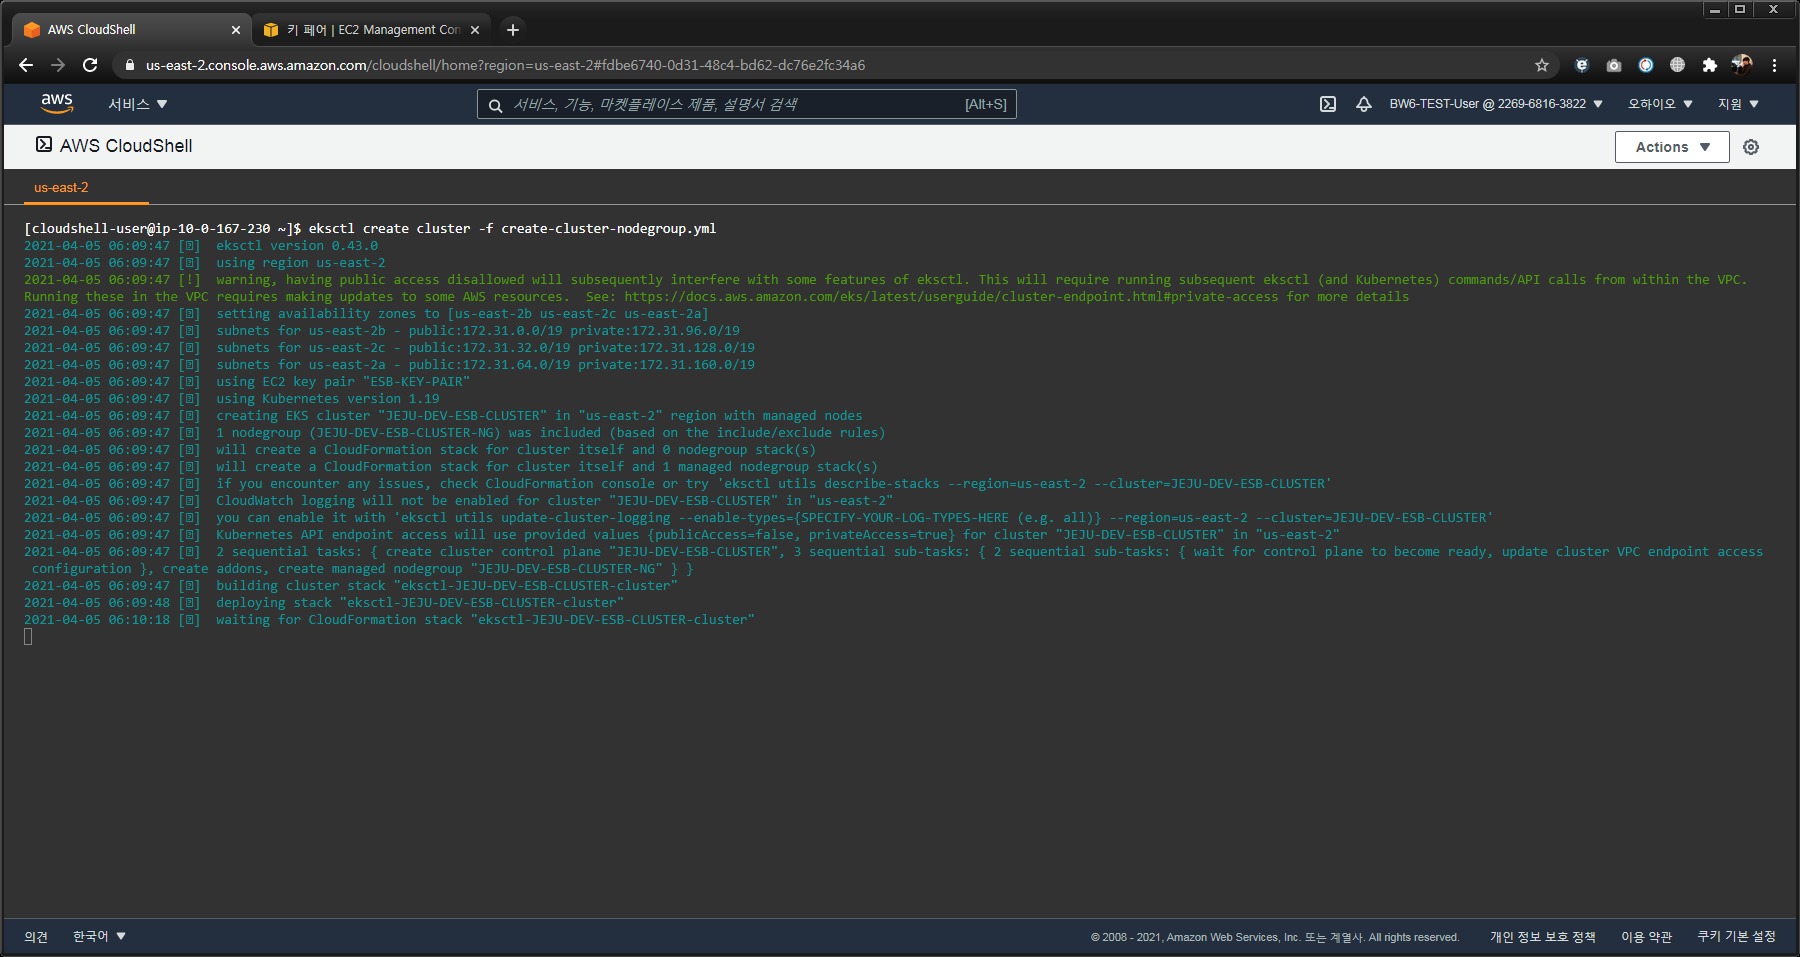 AWS CloudShell
키 페어 | EC2 Management Con
us-east-2.console.aws.amazon.com/cloudshell/home?region=us-east-2#fdbe6740-0d31-48c4-bd62-dc76e2fc34a6
aws 서비스 서비스, 기능, 마켓플레이스 제품, 설명서 검색 [Alt+S] BW6-TEST-User @ 2269-6816-3822 오하이오 지원
AWS CloudShell Actions
us-east-2
[cloudshell-user@ip-10-0-167-230 ~]$ eksctl create cluster -f create-cluster-nodegroup.yml
2021-04-05 06:09:47 [ℹ]  eksctl version 0.43.0
2021-04-05 06:09:47 [ℹ]  using region us-east-2
2021-04-05 06:09:47 [!]  warning, having public access disallowed will subsequently interfere with some features of eksctl. This will require running subsequent eksctl (and Kubernetes) commands/API calls from within the VPC.
Running these in the VPC requires making updates to some AWS resources.  See: https://docs.aws.amazon.com/eks/latest/userguide/cluster-endpoint.html#private-access for more details
2021-04-05 06:09:47 [ℹ]  setting availability zones to [us-east-2b us-east-2c us-east-2a]
2021-04-05 06:09:47 [ℹ]  subnets for us-east-2b - public:172.31.0.0/19 private:172.31.96.0/19
2021-04-05 06:09:47 [ℹ]  subnets for us-east-2c - public:172.31.32.0/19 private:172.31.128.0/19
2021-04-05 06:09:47 [ℹ]  subnets for us-east-2a - public:172.31.64.0/19 private:172.31.160.0/19
2021-04-05 06:09:47 [ℹ]  using EC2 key pair "ESB-KEY-PAIR"
2021-04-05 06:09:47 [ℹ]  using Kubernetes version 1.19
2021-04-05 06:09:47 [ℹ]  creating EKS cluster "JEJU-DEV-ESB-CLUSTER" in "us-east-2" region with managed nodes
2021-04-05 06:09:47 [ℹ]  1 nodegroup (JEJU-DEV-ESB-CLUSTER-NG) was included (based on the include/exclude rules)
2021-04-05 06:09:47 [ℹ]  will create a CloudFormation stack for cluster itself and 0 nodegroup stack(s)
2021-04-05 06:09:47 [ℹ]  will create a CloudFormation stack for cluster itself and 1 managed nodegroup stack(s)
2021-04-05 06:09:47 [ℹ]  if you encounter any issues, check CloudFormation console or try 'eksctl utils describe-stacks --region=us-east-2 --cluster=JEJU-DEV-ESB-CLUSTER'
2021-04-05 06:09:47 [ℹ]  CloudWatch logging will not be enabled for cluster "JEJU-DEV-ESB-CLUSTER" in "us-east-2"
2021-04-05 06:09:47 [ℹ]  you can enable it with 'eksctl utils update-cluster-logging --enable-types={SPECIFY-YOUR-LOG-TYPES-HERE (e.g. all)} --region=us-east-2 --cluster=JEJU-DEV-ESB-CLUSTER'
2021-04-05 06:09:47 [ℹ]  Kubernetes API endpoint access will use provided values {publicAccess=false, privateAccess=true} for cluster "JEJU-DEV-ESB-CLUSTER" in "us-east-2"
2021-04-05 06:09:47 [ℹ]  2 sequential tasks: { create cluster control plane "JEJU-DEV-ESB-CLUSTER", 3 sequential sub-tasks: { 2 sequential sub-tasks: { wait for control plane to become ready, update cluster VPC endpoint access
configuration }, create addons, create managed nodegroup "JEJU-DEV-ESB-CLUSTER-NG" } }
2021-04-05 06:09:47 [ℹ]  building cluster stack "eksctl-JEJU-DEV-ESB-CLUSTER-cluster"
2021-04-05 06:09:48 [ℹ]  deploying stack "eksctl-JEJU-DEV-ESB-CLUSTER-cluster"
2021-04-05 06:10:18 [ℹ]  waiting for CloudFormation stack "eksctl-JEJU-DEV-ESB-CLUSTER-cluster"
의견 한국어 © 2008 - 2021, Amazon Web Services, Inc. 또는 계열사. All rights reserved. 개인 정보 보호 정책 이용 약관 쿠키 기본 설정